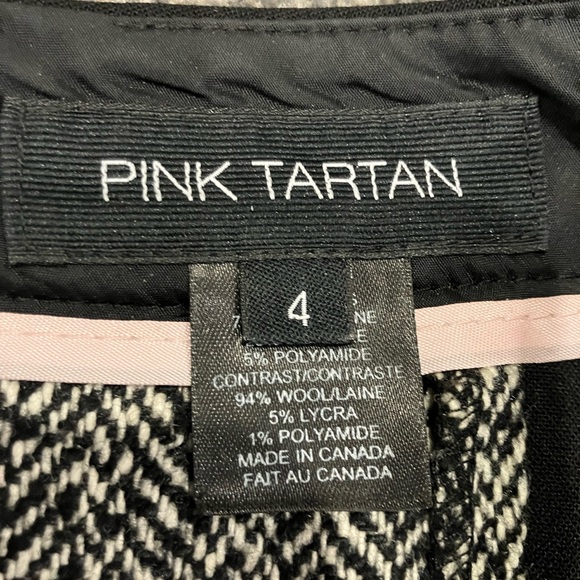 PINK TARTAN
4
5% POLYAMIDE
CONTRAST/CONTRASTE
94% WOOL/LAINE
5% LYCRA
1% POLYAMIDE
MADE IN CANADA
FAIT AU CANADA